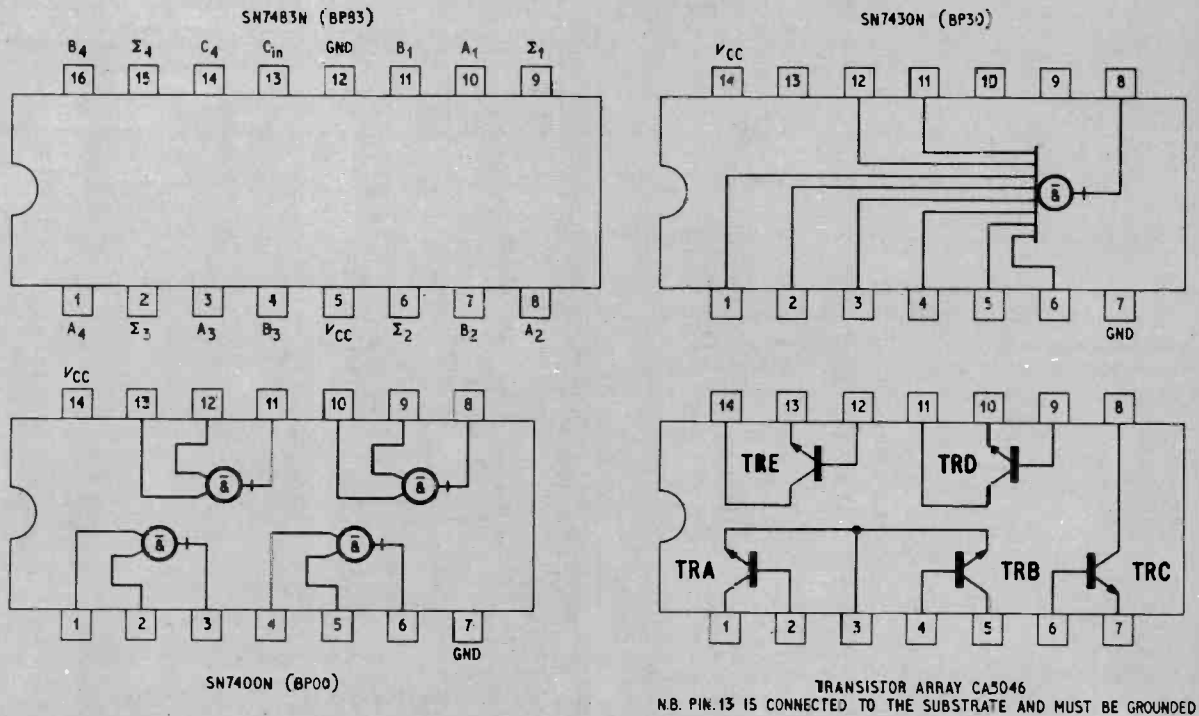 SN7483N (BP83)
B4 Σ4 C4 Cin GND B1 A1 Σ1
16 15 14 13 12 11 10 9
1 2 3 4 5 6 7 8
A4 Σ3 A3 B3 VCC Σ2 B2 A2
SN7430N (BP30)
VCC
14 13 12 11 10 9 8
&
1 2 3 4 5 6 7
GND
VCC
14 13 12 11 10 9 8
& &
& &
1 2 3 4 5 6 7
GND
SN7400N (BP00)
14 13 12 11 10 9 8
TRE TRD
TRA TRB TRC
1 2 3 4 5 6 7
TRANSISTOR ARRAY CA3046
N.B. PIN.13 IS CONNECTED TO THE SUBSTRATE AND MUST BE GROUNDED